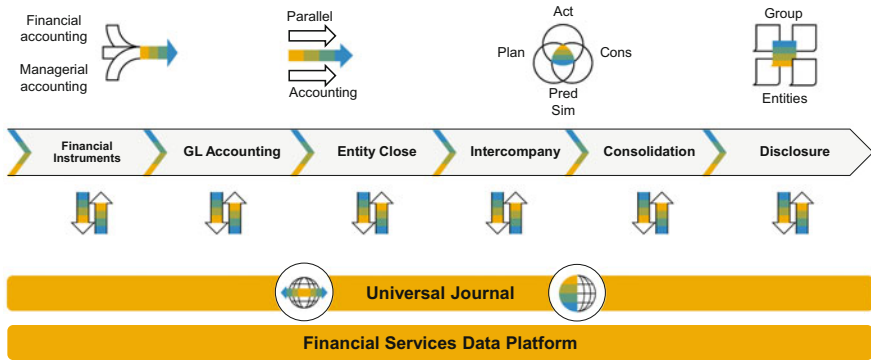 Financial
accounting
Managerial
accounting
Parallel
Accounting
Act
Plan
Cons
Pred
Sim
Group
Entities
Financial
Instruments
GL Accounting
Entity Close
Intercompany
Consolidation
Disclosure
Universal Journal
Financial Services Data Platform